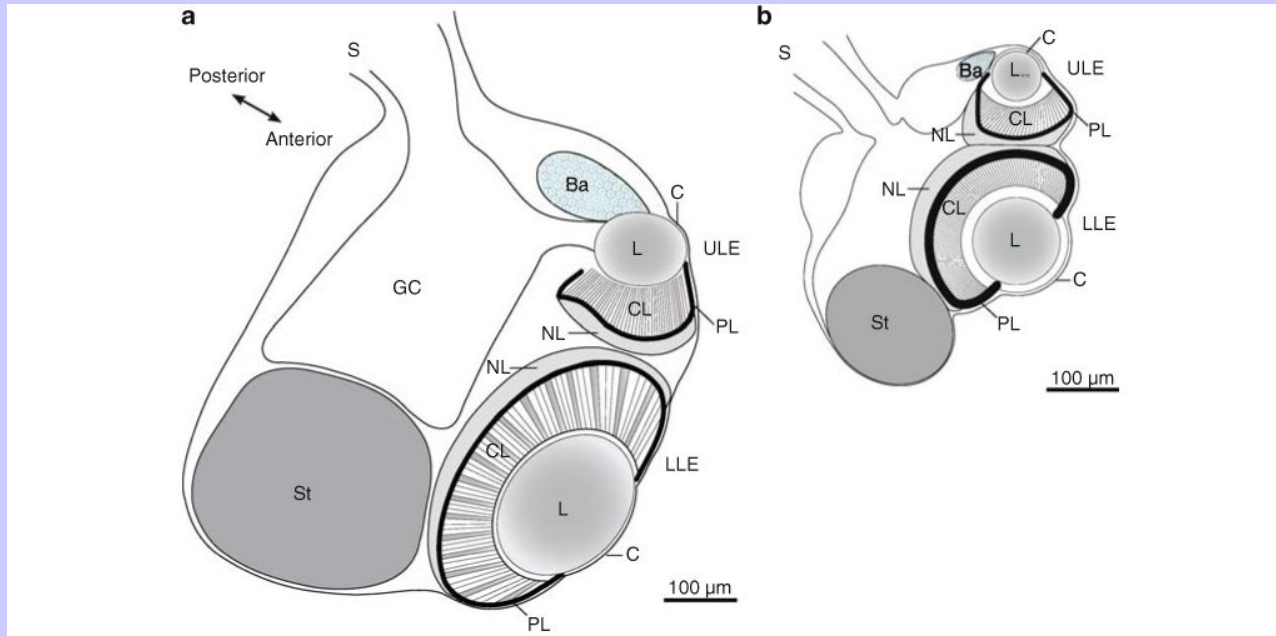 a
S
Posterior
Anterior
Ba
C
L
ULE
GC
CL
PL
NL
NL
CL
LLE
St
L
C
100 µm
PL
b
S
C
Ba
L
ULE
CL
PL
NL
NL
CL
LLE
L
C
St
PL
100 µm